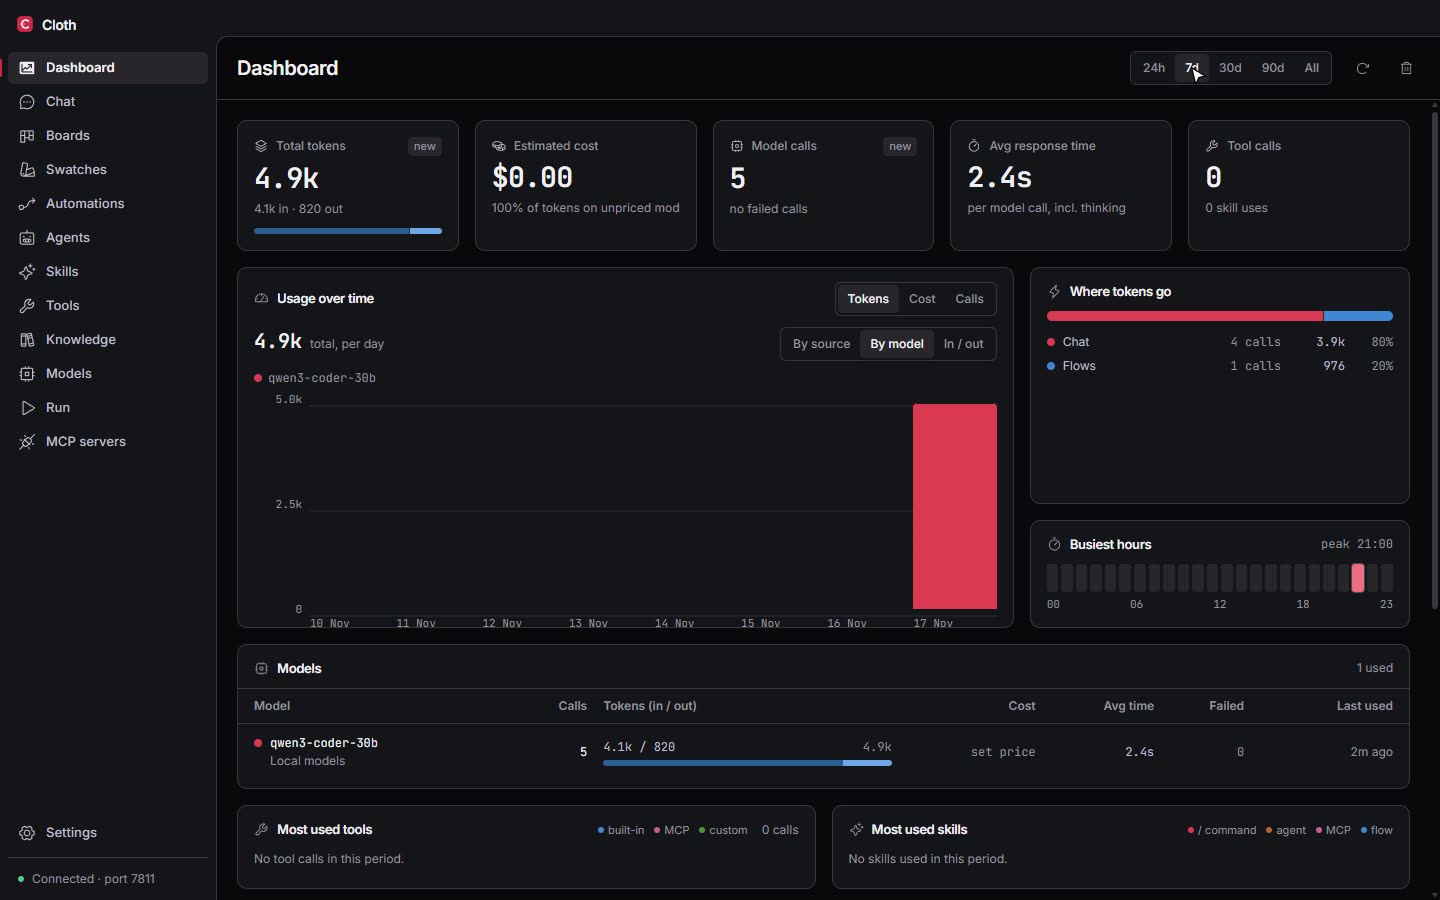 C Cloth
Dashboard
Chat
Boards
Swatches
Automations
Agents
Skills
Tools
Knowledge
Models
Run
MCP servers
Settings
Connected · port 7811
Dashboard
24h 7d 30d 90d All
Total tokens new
4.9k
4.1k in · 820 out
Estimated cost
$0.00
100% of tokens on unpriced mod
Model calls new
5
no failed calls
Avg response time
2.4s
per model call, incl. thinking
Tool calls
0
0 skill uses
Usage over time
Tokens Cost Calls
4.9k total, per day
By source By model In / out
qwen3-coder-30b
5.0k
2.5k
0
10 Nov 11 Nov 12 Nov 13 Nov 14 Nov 15 Nov 16 Nov 17 Nov
Where tokens go
Chat 4 calls 3.9k 80%
Flows 1 calls 976 20%
Busiest hours peak 21:00
00 06 12 18 23
Models 1 used
Model Calls Tokens (in / out) Cost Avg time Failed Last used
qwen3-coder-30b 5 4.1k / 820 4.9k set price 2.4s 0 2m ago
Local models
Most used tools built-in MCP custom 0 calls
No tool calls in this period.
Most used skills / command agent MCP flow
No skills used in this period.